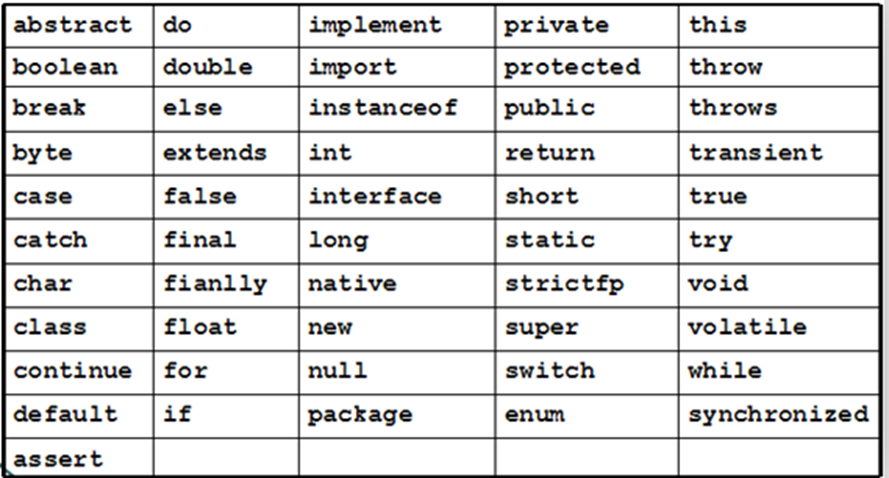 abstract do implement private this
boolean double import protected throw
break else instanceof public throws
byte extends int return transient
case false interface short true
catch final long static try
char fianlly native strictfp void
class float new super volatile
continue for null switch while
default if package enum synchronized
assert